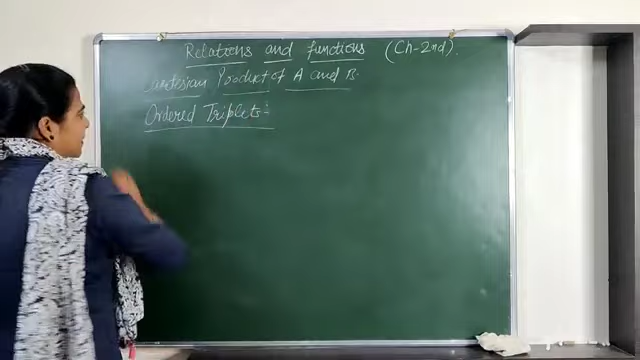 Relations and functions (Ch-2nd).
Cartesian Product of A and B.
Ordered Triplets:-